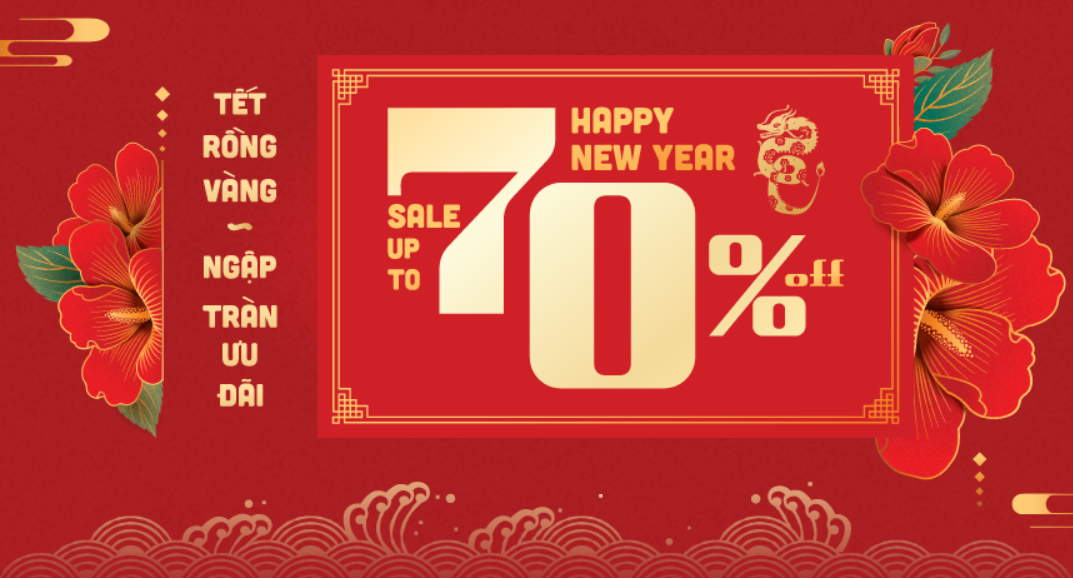 TẾT
RỒNG
VÀNG
~
NGẬP
TRÀN
ƯU
ĐÃI
HAPPY
NEW YEAR
SALE
UP
TO
70%off